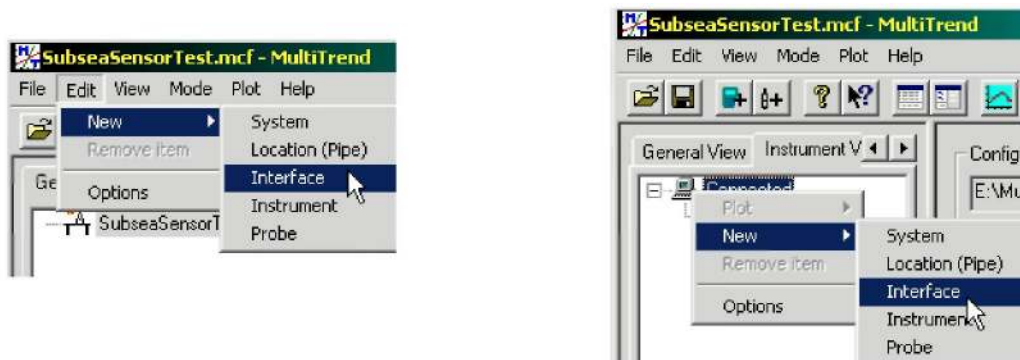 SubseaSensorTest.mcf - MultiTrend
File Edit View Mode Plot Help
New
Remove item
Options
System
Location (Pipe)
Interface
Instrument
Probe
Ge
SubseaSensorT
SubseaSensorTest.mcf - MultiTrend
File Edit View Mode Plot Help
General View Instrument V
Config
Connected
E:\Mu
Plot
New
Remove item
Options
System
Location (Pipe)
Interface
Instrument
Probe